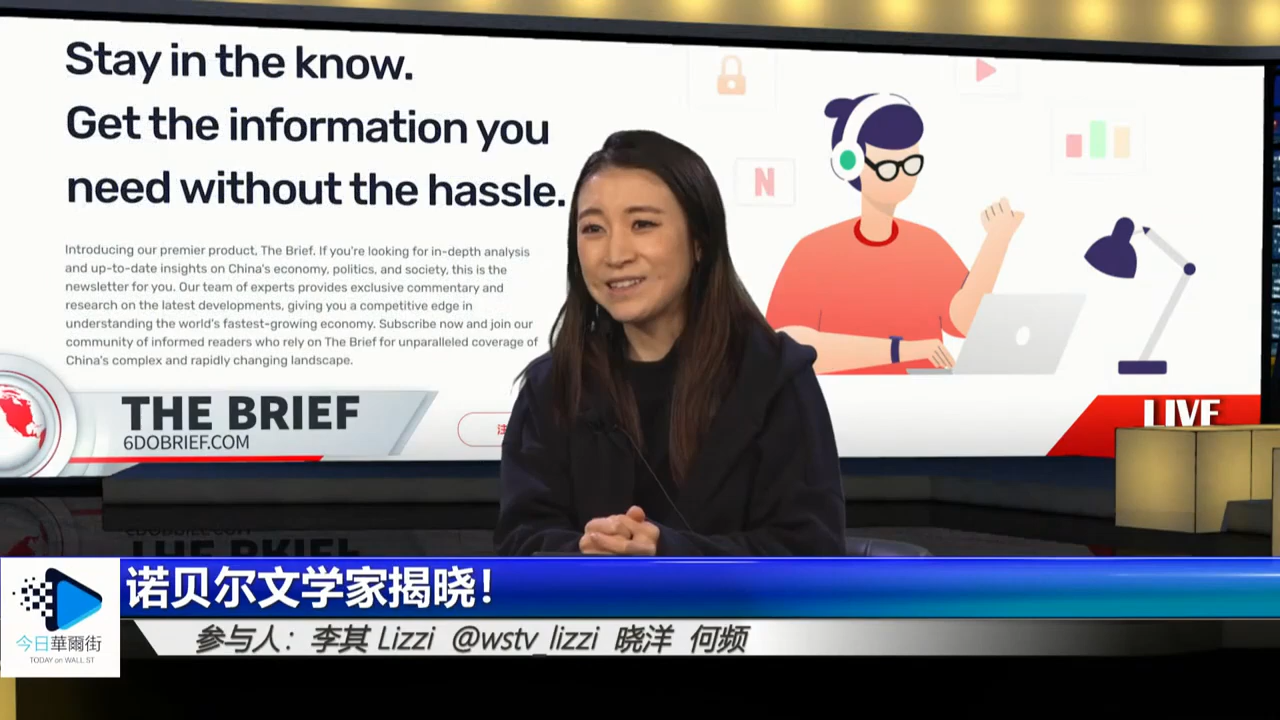 Stay in the know.
Get the information you
need without the hassle.
N
Introducing our premier product, The Brief. If you're looking for in-depth analysis
and up-to-date insights on China's economy, politics, and society, this is the
newsletter for you. Our team of experts provides exclusive commentary and
research on the latest developments, giving you a competitive edge in
understanding the world's fastest-growing economy. Subscribe now and join our
community of informed readers who rely on The Brief for unparalleled coverage of
China's complex and rapidly changing landscape.
THE BRIEF
6DOBRIEF.COM
LIVE
诺贝尔文学家揭晓！
参与人：李其 Lizzi @wstv_lizzi 晓洋 何频
今日華爾街
TODAY on WALL ST